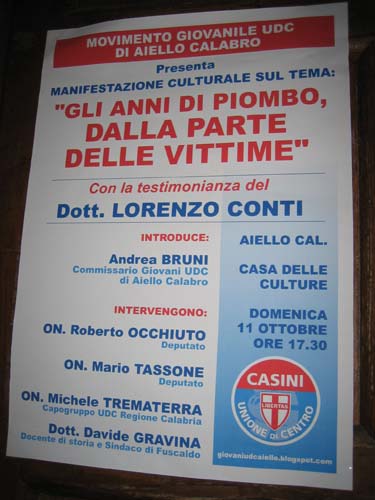 MOVIMENTO GIOVANILE UDC
DI AIELLO CALABRO
Presenta
MANIFESTAZIONE CULTURALE SUL TEMA:
"GLI ANNI DI PIOMBO,
DALLA PARTE
DELLE VITTIME"
Con la testimonianza del
Dott. LORENZO CONTI
INTRODUCE:
Andrea BRUNI
Commissario Giovani UDC
di Aiello Calabro
INTERVENGONO:
ON. Roberto OCCHIUTO
Deputato
ON. Mario TASSONE
Deputato
ON. Michele TREMATERRA
Capogruppo UDC Regione Calabria
Dott. Davide GRAVINA
Docente di storia e Sindaco di Fuscaldo
AIELLO CAL.
CASA DELLE
CULTURE
DOMENICA
11 OTTOBRE
ORE 17.30
CASINI
LIBERTAS
UNIONE DI CENTRO
giovaniudcaiello.blogspot.com